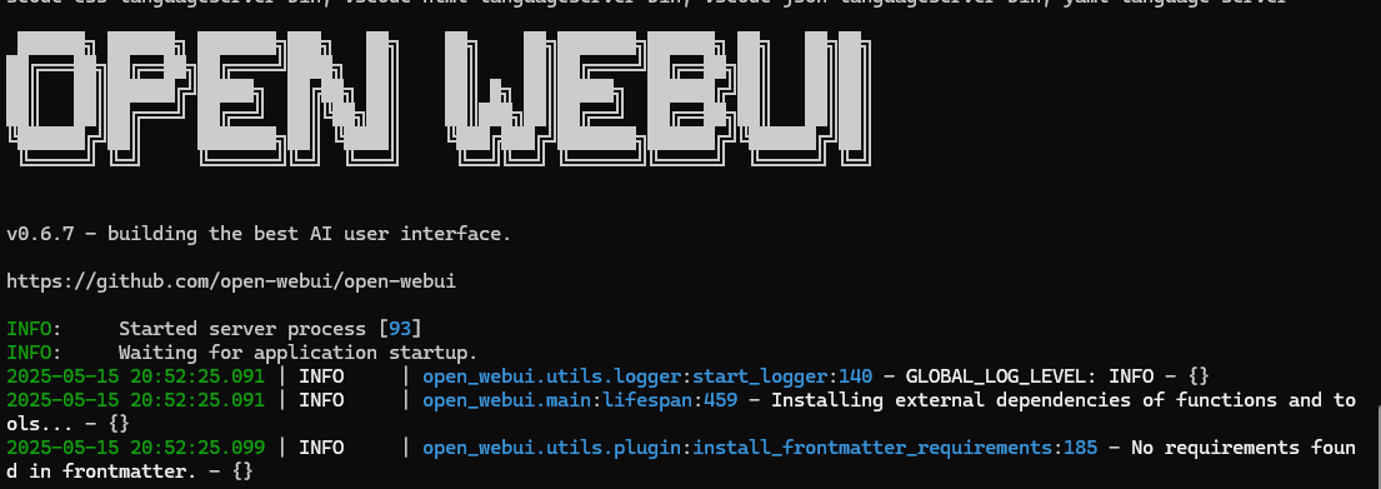 vscode-css-languageserver-bin, vscode-html-languageserver-bin, vscode-json-languageserver-bin, yaml-language-server
OPEN WEBUI
v0.6.7 - building the best AI user interface.
https://github.com/open-webui/open-webui
INFO:     Started server process [93]
INFO:     Waiting for application startup.
2025-05-15 20:52:25.091 | INFO     | open_webui.utils.logger:start_logger:140 - GLOBAL_LOG_LEVEL: INFO - {}
2025-05-15 20:52:25.091 | INFO     | open_webui.main:lifespan:459 - Installing external dependencies of functions and to
ols... - {}
2025-05-15 20:52:25.099 | INFO     | open_webui.utils.plugin:install_frontmatter_requirements:185 - No requirements foun
d in frontmatter. - {}